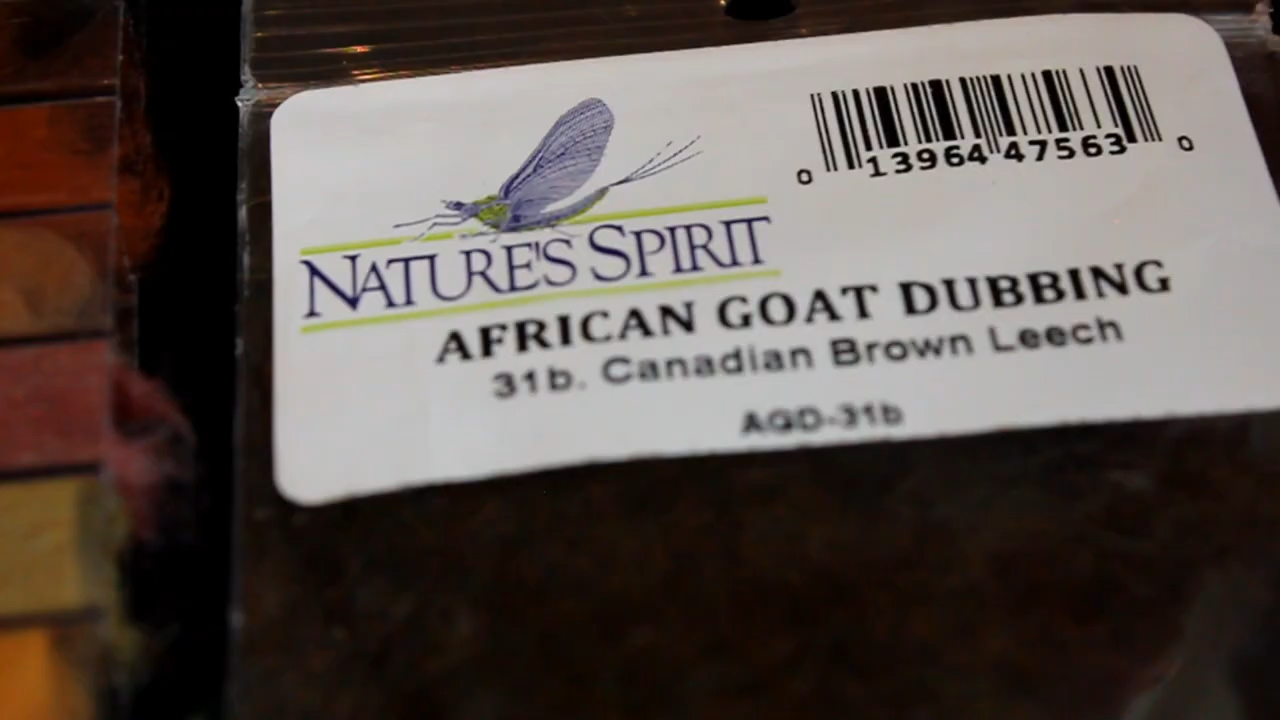 0 13964 47563 0
NATURE'S SPIRIT
AFRICAN GOAT DUBBING
31b. Canadian Brown Leech
AGD-31b